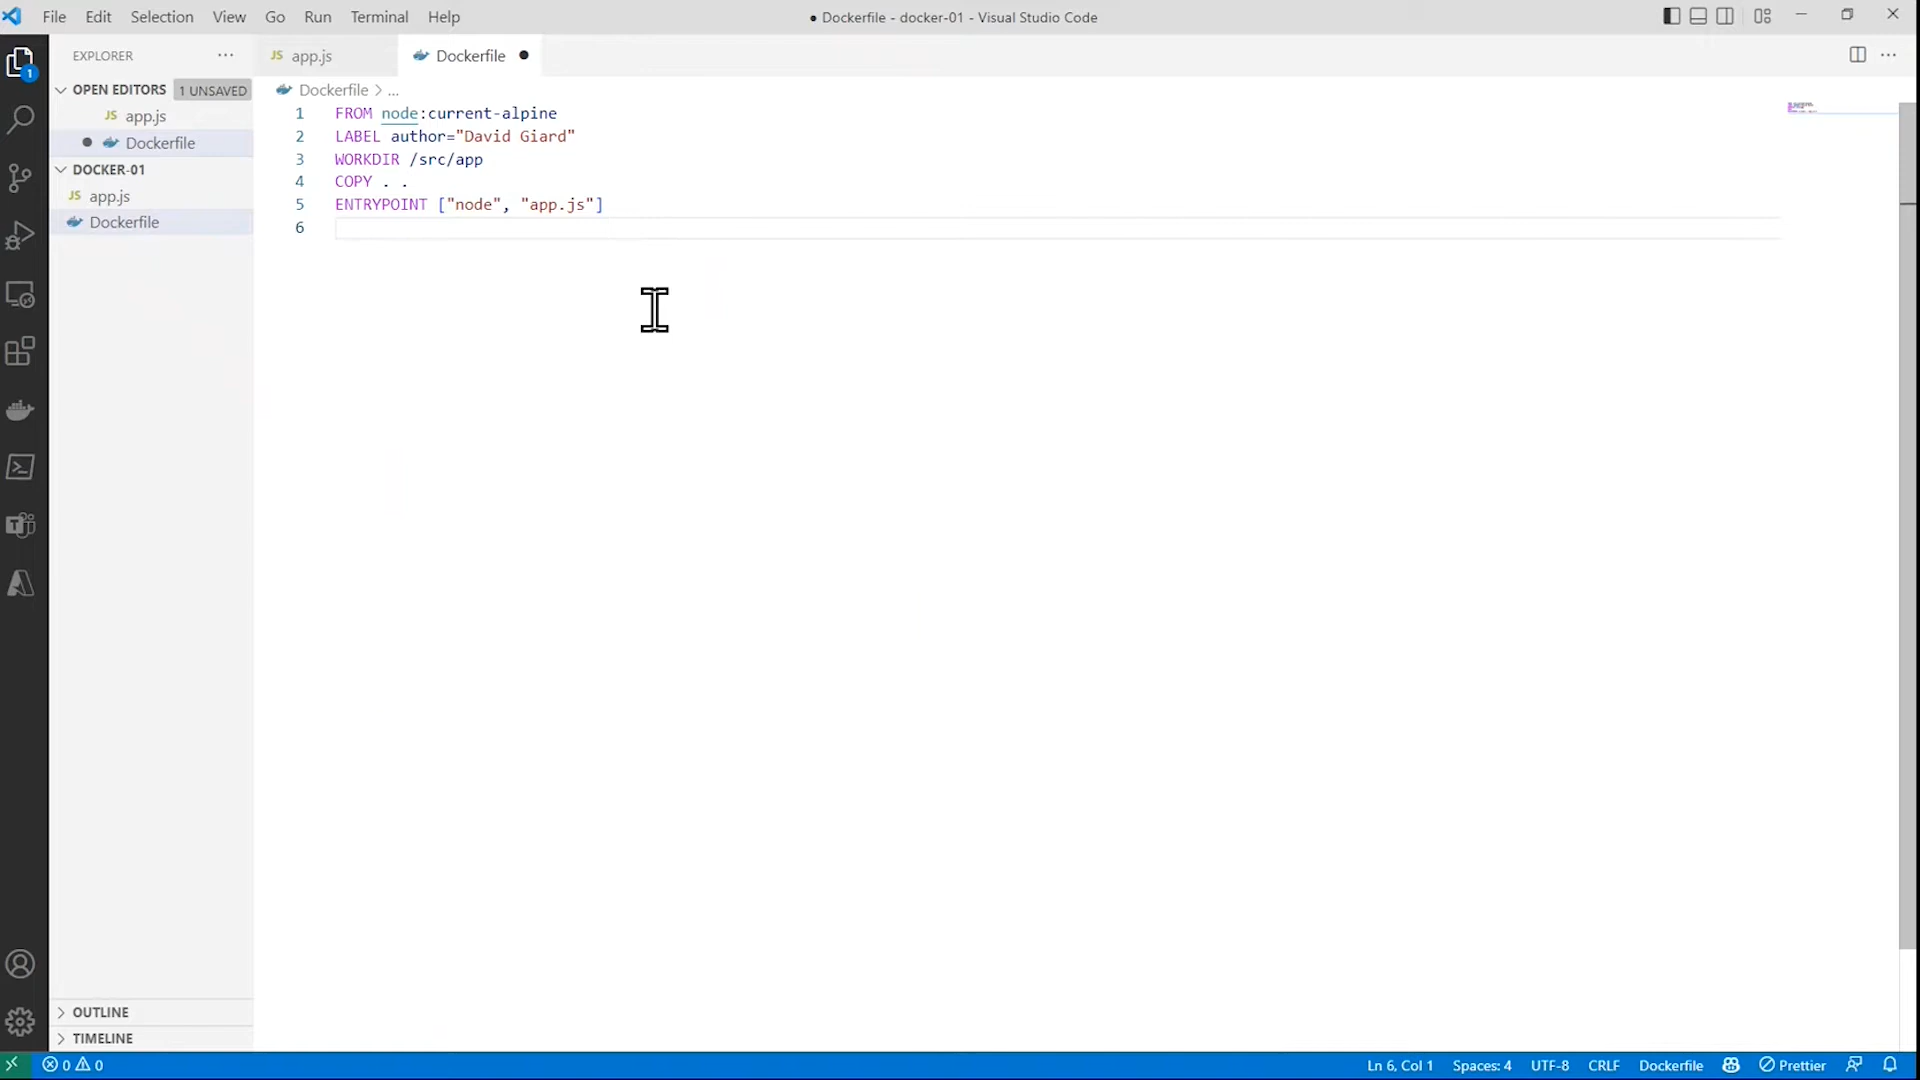 File Edit Selection View Go Run Terminal Help
● Dockerfile - docker-01 - Visual Studio Code
EXPLORER ...
JS app.js
Dockerfile ●
OPEN EDITORS 1 UNSAVED
JS app.js
● Dockerfile
DOCKER-01
JS app.js
Dockerfile
OUTLINE
TIMELINE
1
Dockerfile > ...
1 FROM node:current-alpine
2 LABEL author="David Giard"
3 WORKDIR /src/app
4 COPY . .
5 ENTRYPOINT ["node", "app.js"]
6
0 0
Ln 6, Col 1 Spaces: 4 UTF-8 CRLF Dockerfile Prettier